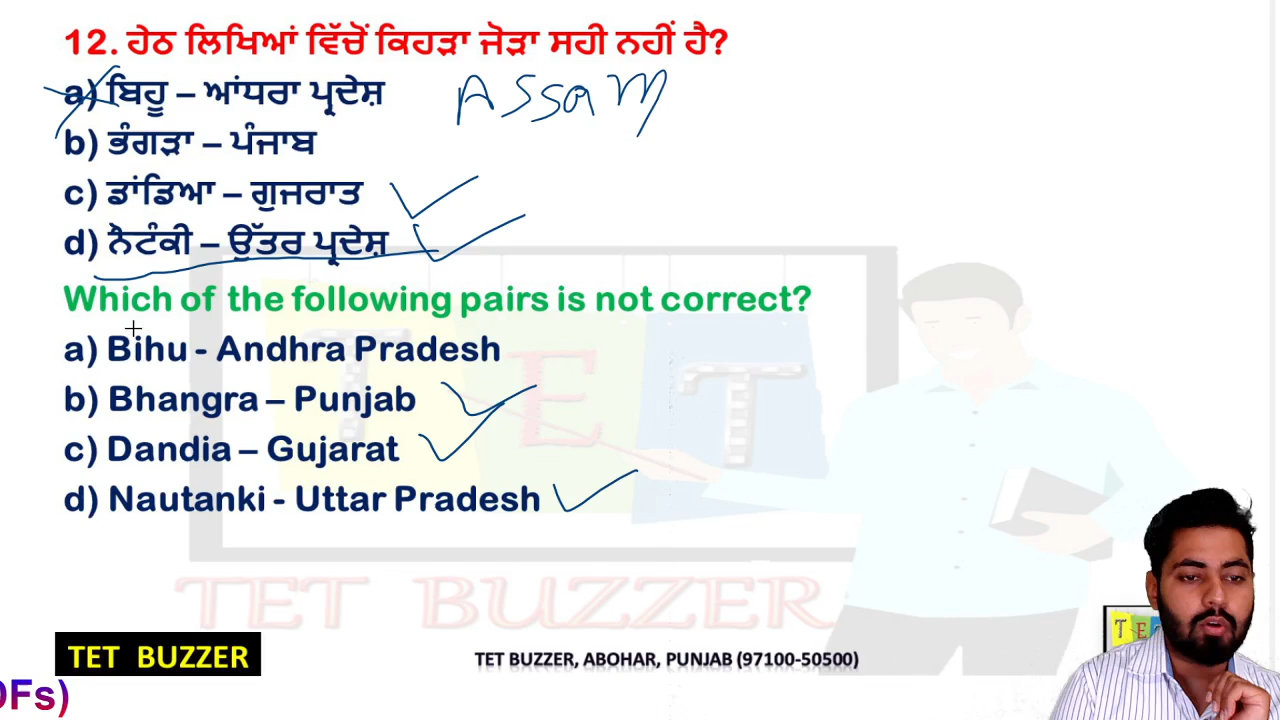 12. ਹੇਠ ਲਿਖਿਆਂ ਵਿੱਚੋਂ ਕਿਹੜਾ ਜੋੜਾ ਸਹੀ ਨਹੀਂ ਹੈ?
a) ਬਿਹੂ – ਆਂਧਰਾ ਪ੍ਰਦੇਸ਼ Assam
b) ਭੰਗੜਾ – ਪੰਜਾਬ
c) ਡਾਂਡਿਆ – ਗੁਜਰਾਤ
d) ਨੈਟੰਕੀ – ਉੱਤਰ ਪ੍ਰਦੇਸ਼
Which of the following pairs is not correct?
a) Bihu - Andhra Pradesh
b) Bhangra – Punjab
c) Dandia – Gujarat
d) Nautanki - Uttar Pradesh
T E T
TET BUZZER
TET BUZZER
TET BUZZER, ABOHAR, PUNJAB (97100-50500)
DFs)